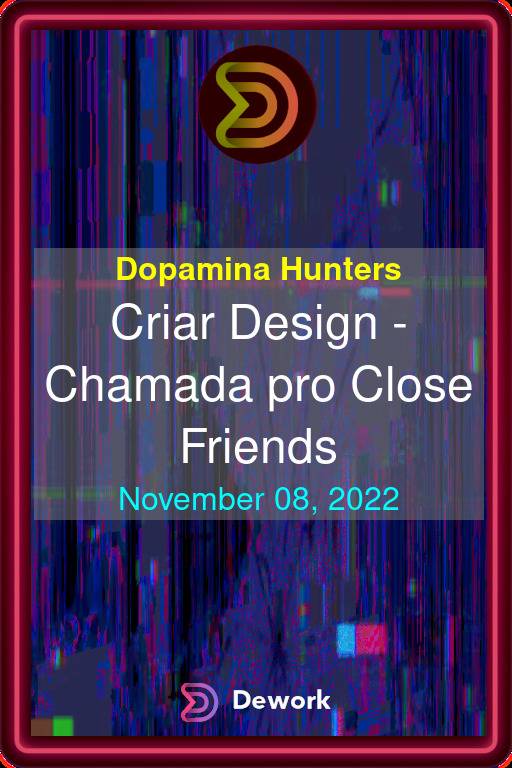 Dopamina Hunters
Criar Design -
Chamada pro Close
Friends
November 08, 2022
Dework